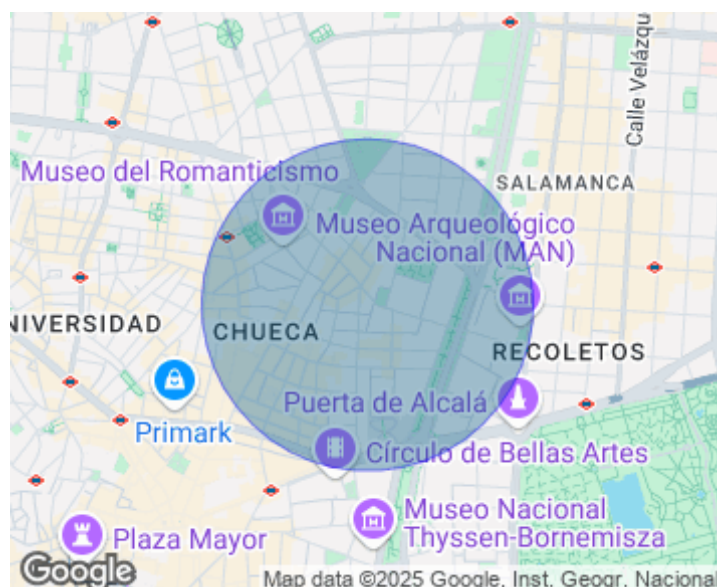 Calle Velázqu
Museo del Romanticismo
SALAMANCA
Museo Arqueológico
Nacional (MAN)
NIVERSIDAD
CHUECA
RECOLETOS
Puerta de Alcalá
Primark
Círculo de Bellas Artes
Museo Nacional
Thyssen-Bornemisza
Plaza Mayor
Google
Map data ©2025 Google, Inst. Geogr. Nacional